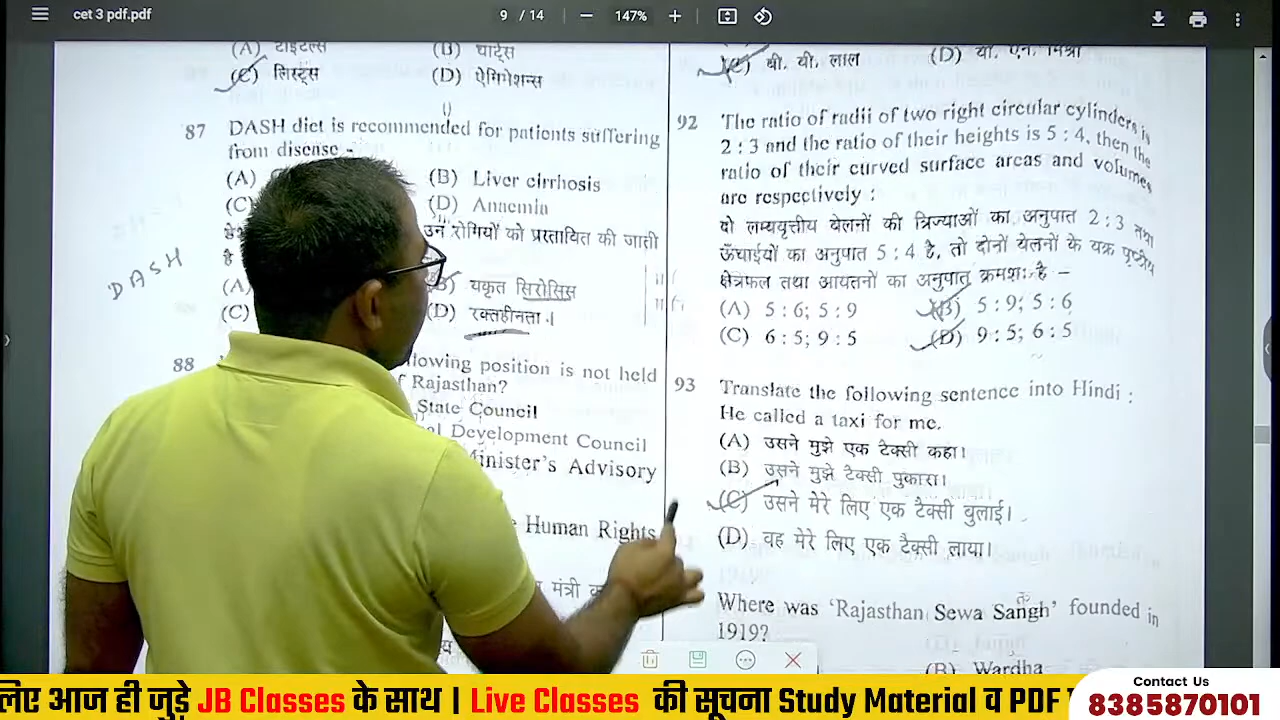 cet 3 pdf.pdf
9 / 14
147%
(A) टाइटल्स (B) चार्ट्स
(C) लिस्ट्स (D) ऐनिमेशन्स
87 DASH diet is recommended for patients suffering
from disease -
(A) (B) Liver cirrhosis
(C) (D) Annemia
उन रोगियों को प्रस्तावित की जाती
है
(A) (B) यकृत सिरोसिस
(C) (D) रक्तहीनता ।
DASH
88 lowing position is not held
f Rajasthan?
State Council
al Development Council
Minister's Advisory
e Human Rights
मंत्री
(C) बी. बी. लाल (D) वी. एन. मिश्रा
92 The ratio of radii of two right circular cylinders is
2 : 3 and the ratio of their heights is 5 : 4, then the
ratio of their curved surface areas and volumes
are respectively :
दो लम्बवृत्तीय बेलनों की त्रिज्याओं का अनुपात 2 : 3 तथा
ऊँचाईयों का अनुपात 5 : 4 है, तो दोनों बेलनों के वक्र पृष्ठीय
क्षेत्रिफल तथा आयतनों का अनुपात क्रमशः है –
(A) 5 : 6; 5 : 9 (B) 5 : 9; 5 : 6
(C) 6 : 5; 9 : 5 (D) 9 : 5; 6 : 5
93 Translate the following sentence into Hindi :
He called a taxi for me.
(A) उसने मुझे एक टैक्सी कहा।
(B) उसने मुझे टैक्सी पुकारा।
(C) उसने मेरे लिए एक टैक्सी बुलाई।
(D) वह मेरे लिए एक टैक्सी लाया।
Where was 'Rajasthan Sewa Sangh' founded in
1919?
(B) Wardha
लिए आज ही जुड़े JB Classes के साथ | Live Classes की सूचना Study Material व PDF
Contact Us
8385870101